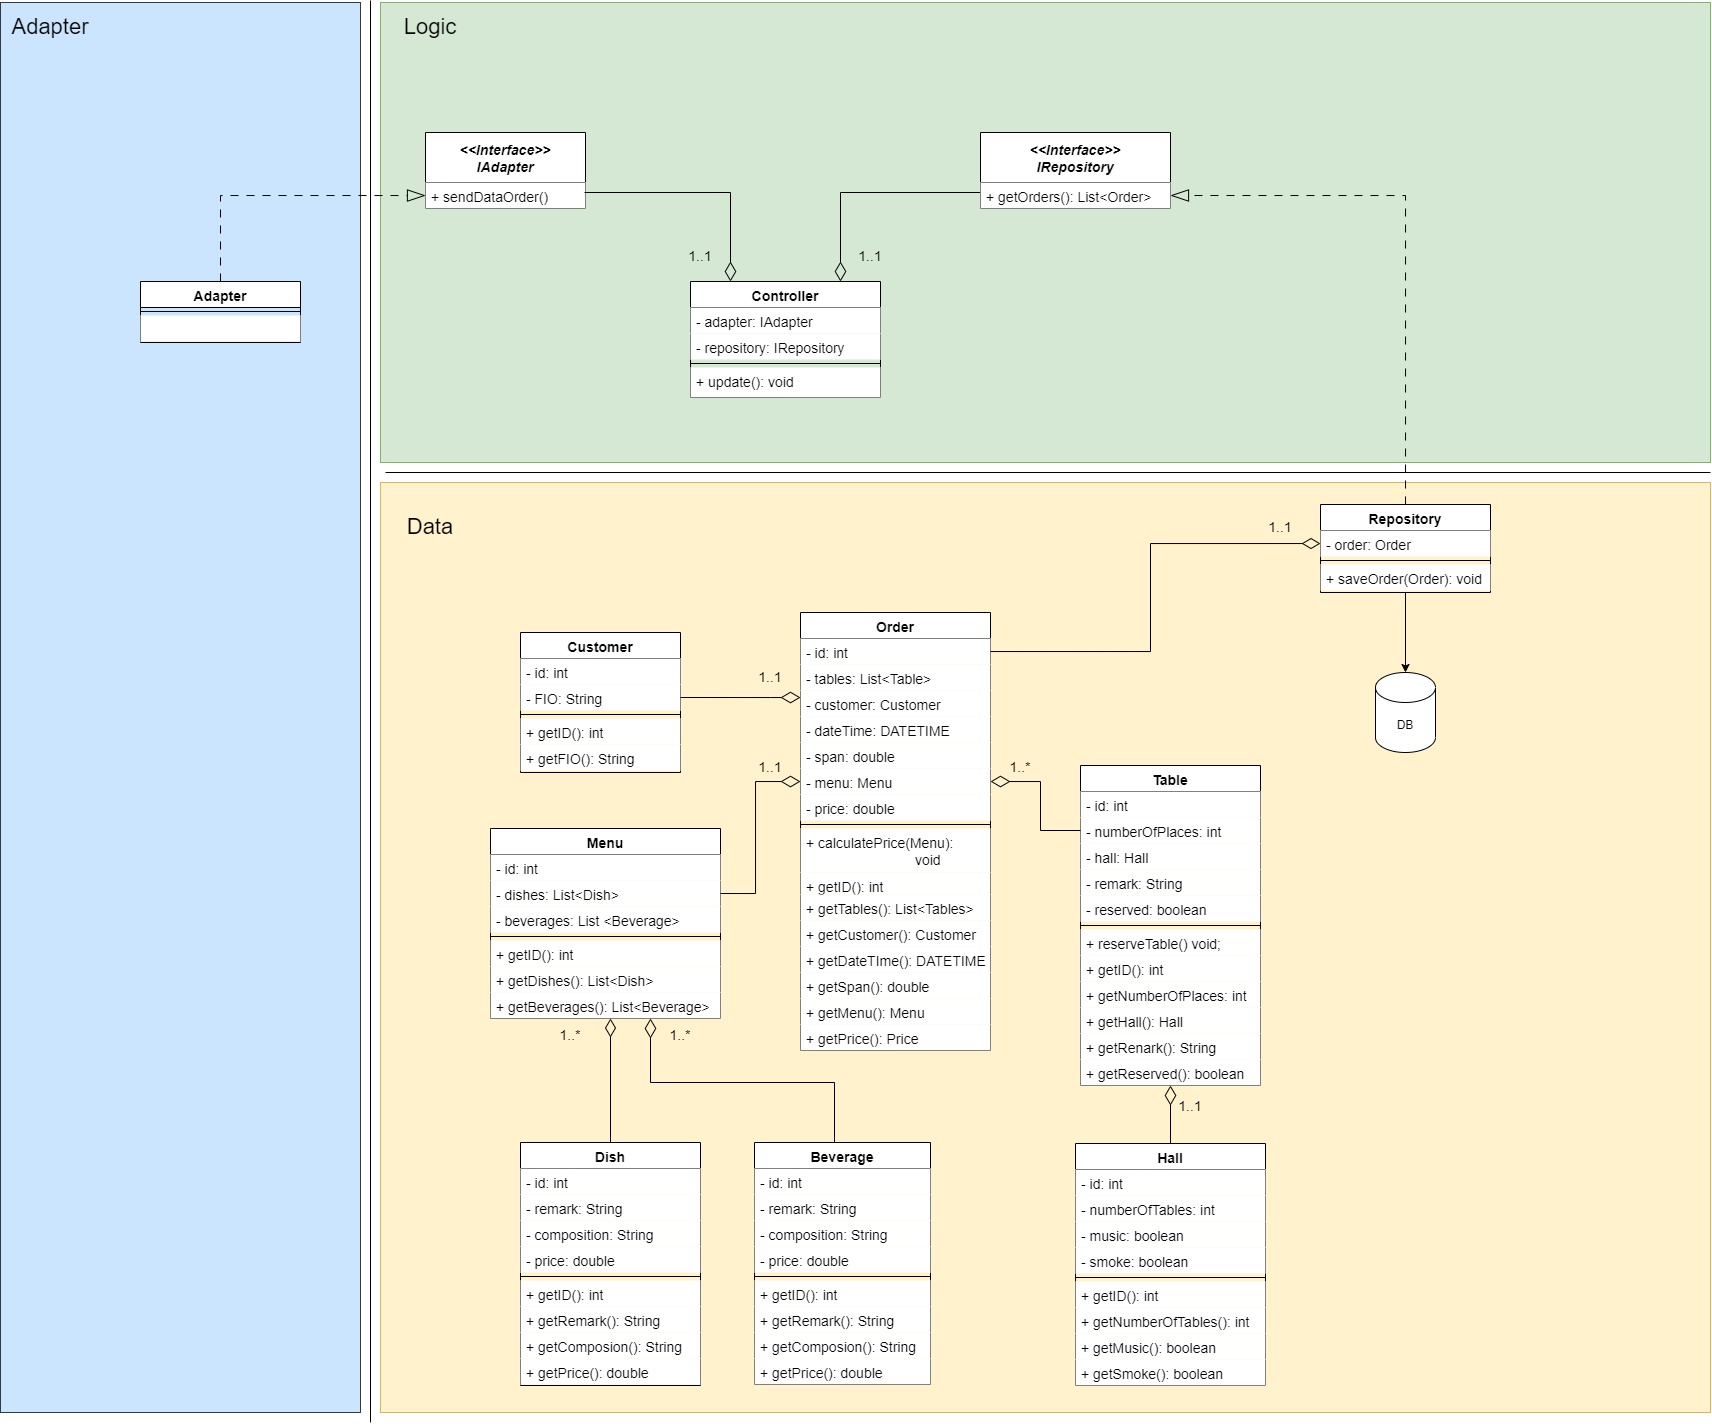 Adapter
Logic
<<Interface>>
IAdapter
+ sendDataOrder()
<<Interface>>
IRepository
+ getOrders(): List<Order>
1..1
1..1
Adapter
Controller
- adapter: IAdapter
- repository: IRepository
+ update(): void
Data
1..1
Repository
- order: Order
+ saveOrder(Order): void
DB
Customer
- id: int
- FIO: String
+ getID(): int
+ getFIO(): String
1..1
1..1
Order
- id: int
- tables: List<Table>
- customer: Customer
- dateTime: DATETIME
- span: double
- menu: Menu
- price: double
+ calculatePrice(Menu):
void
+ getID(): int
+ getTables(): List<Tables>
+ getCustomer(): Customer
+ getDateTIme(): DATETIME
+ getSpan(): double
+ getMenu(): Menu
+ getPrice(): Price
1..*
Table
- id: int
- numberOfPlaces: int
- hall: Hall
- remark: String
- reserved: boolean
+ reserveTable() void;
+ getID(): int
+ getNumberOfPlaces: int
+ getHall(): Hall
+ getRenark(): String
+ getReserved(): boolean
1..1
Menu
- id: int
- dishes: List<Dish>
- beverages: List <Beverage>
+ getID(): int
+ getDishes(): List<Dish>
+ getBeverages(): List<Beverage>
1..*
1..*
Dish
- id: int
- remark: String
- composition: String
- price: double
+ getID(): int
+ getRemark(): String
+ getComposion(): String
+ getPrice(): double
Beverage
- id: int
- remark: String
- composition: String
- price: double
+ getID(): int
+ getRemark(): String
+ getComposion(): String
+ getPrice(): double
Hall
- id: int
- numberOfTables: int
- music: boolean
- smoke: boolean
+ getID(): int
+ getNumberOfTables(): int
+ getMusic(): boolean
+ getSmoke(): boolean